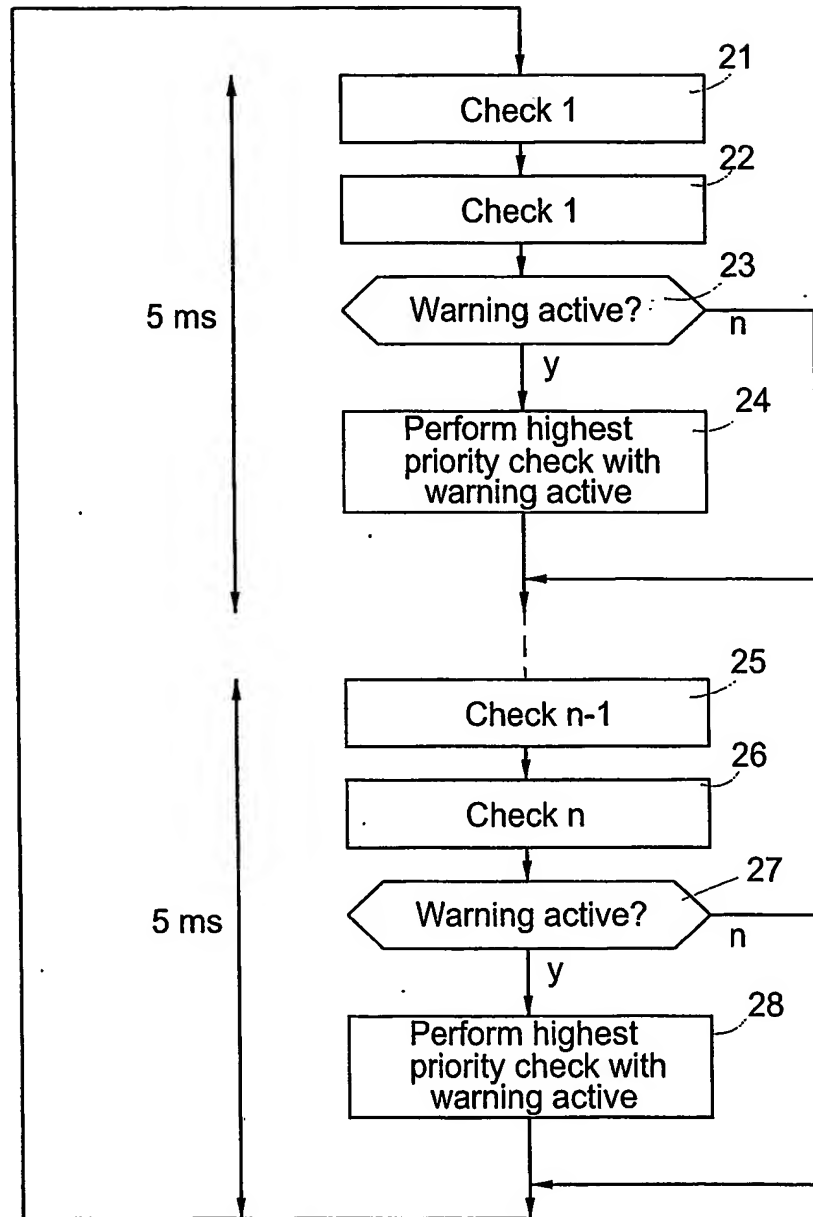 21
Check 1
22
Check 1
23
Warning active?
n
5 ms
y
24
Perform highest
priority check with
warning active
25
Check n-1
26
Check n
27
Warning active?
n
5 ms
y
28
Perform highest
priority check with
warning active